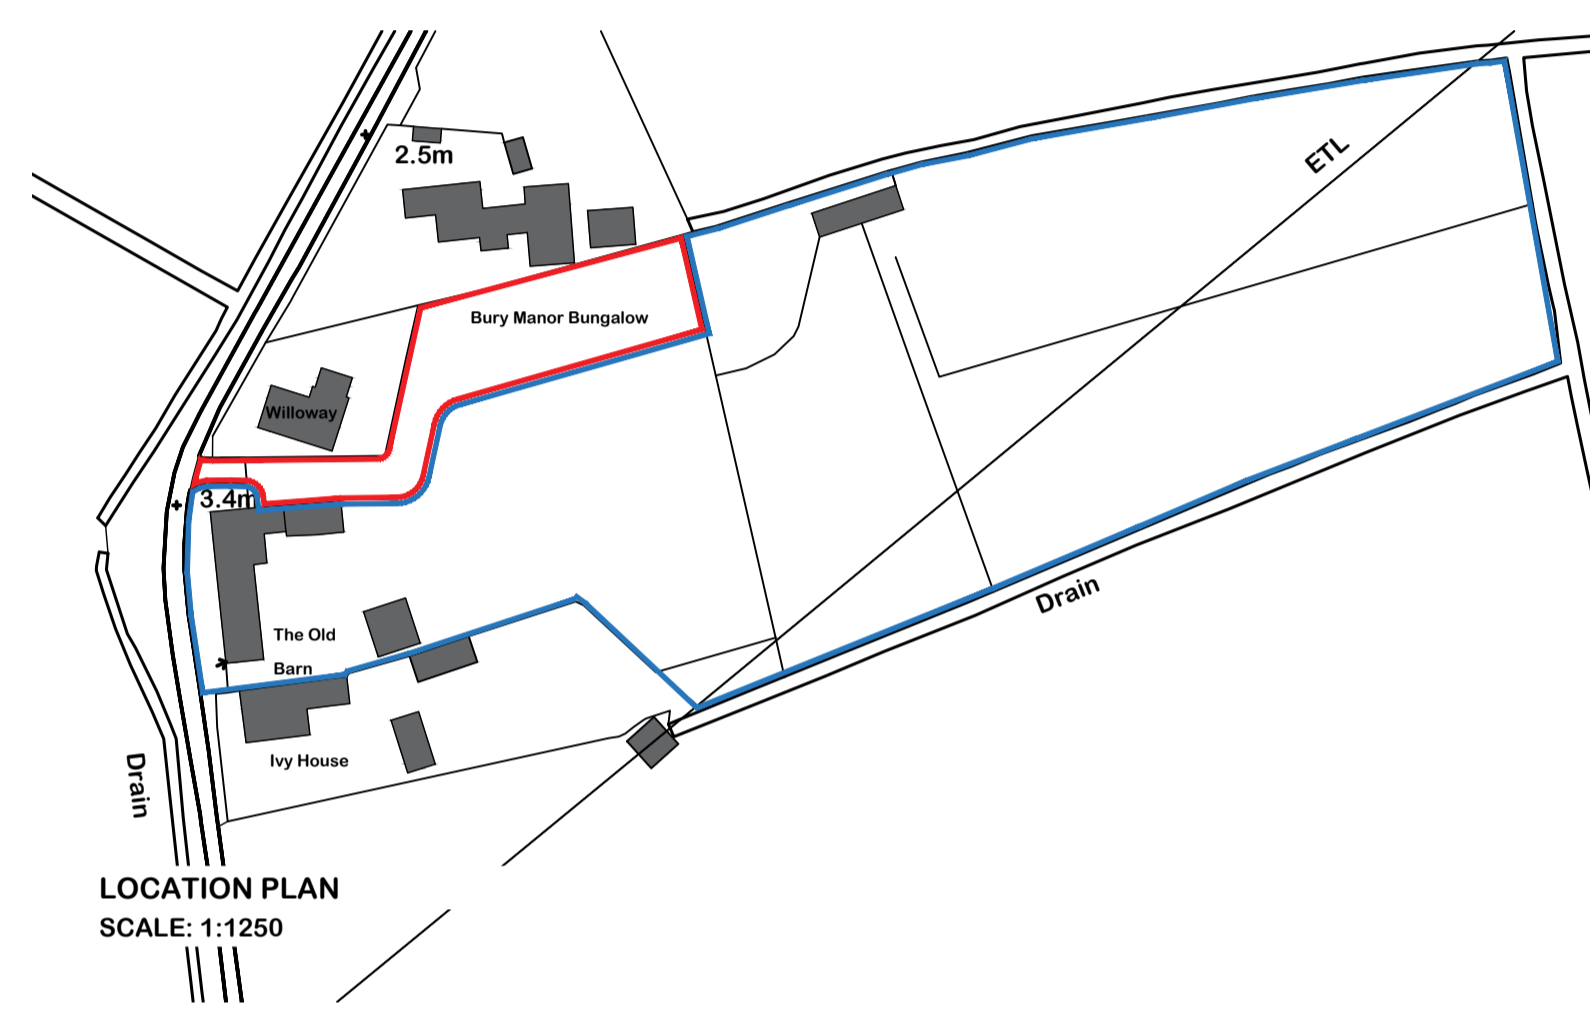 2.5m
ETL
Bury Manor Bungalow
Willoway
3.4m
Drain
The Old
Barn
Ivy House
Drain
LOCATION PLAN
SCALE: 1:1250